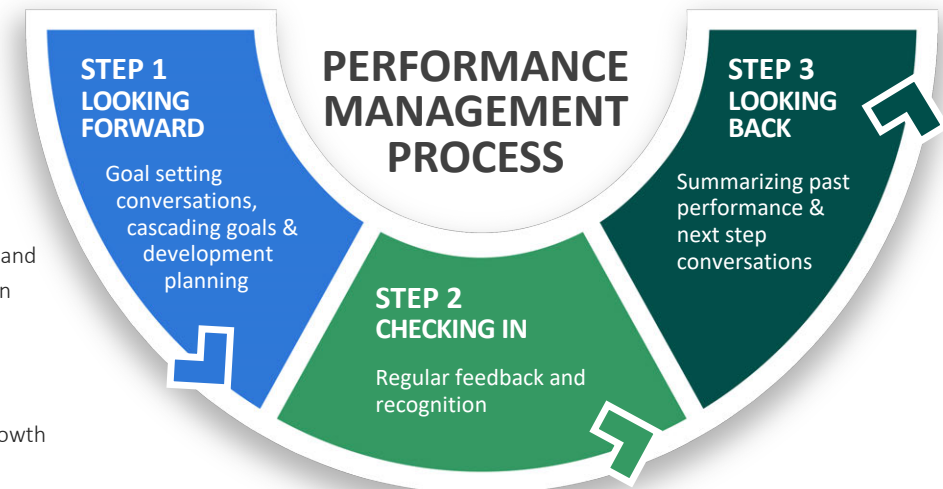 PERFORMANCE
MANAGEMENT
PROCESS
STEP 1
LOOKING
FORWARD
Goal setting
conversations,
cascading goals &
development
planning
STEP 2
CHECKING IN
Regular feedback and
recognition
STEP 3
LOOKING
BACK
Summarizing past
performance &
next step
conversations
and